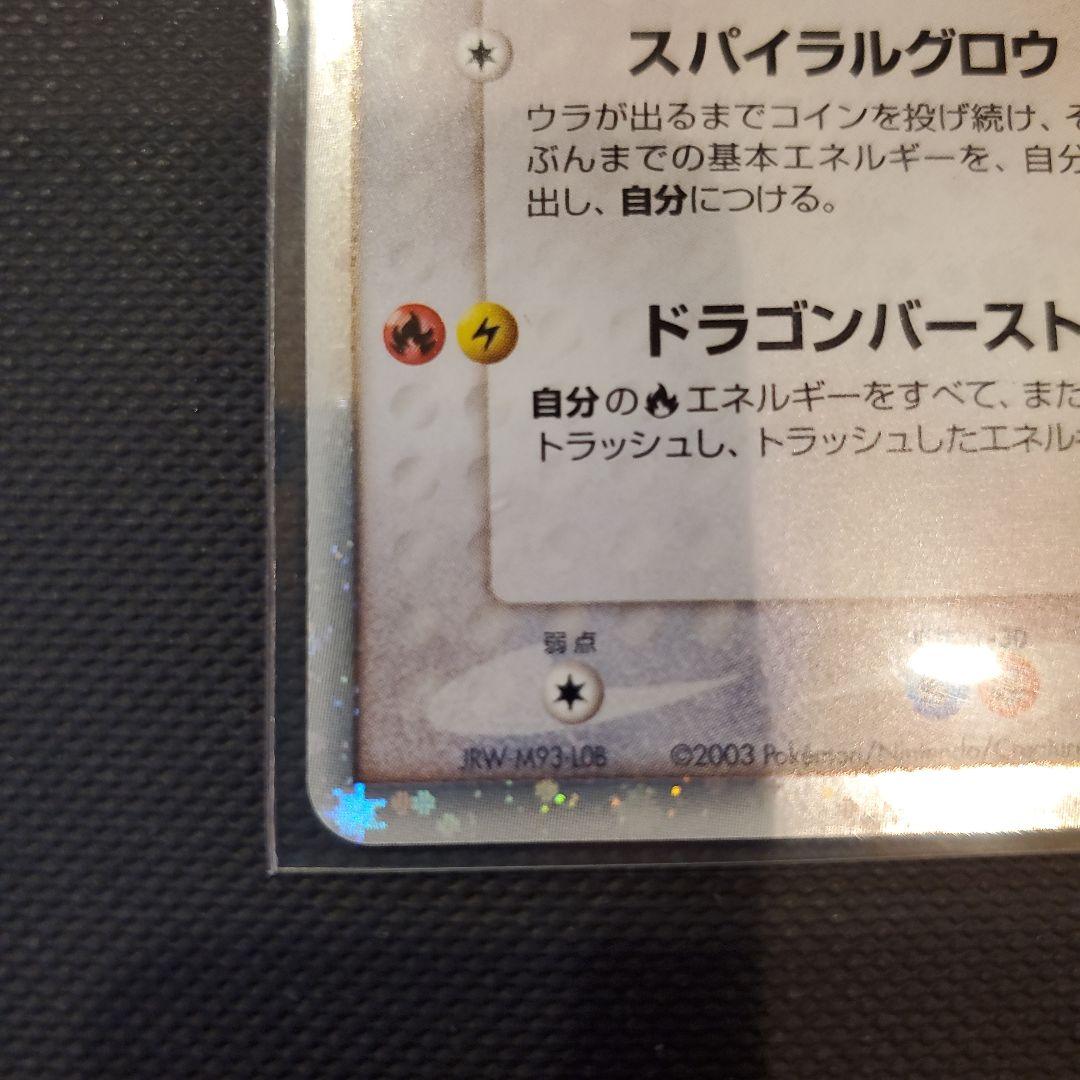 スパイラルグロウ
ウラが出るまでコインを投げ続け、そ
ぶんまでの基本エネルギーを、自分
出し、自分につける。
ドラゴンバースト
自分のエネルギーをすべて、また
トラッシュし、トラッシュしたエネルギ
弱点
JRW-M93-L0B
©2003 Pokémon/Nintendo/Creature